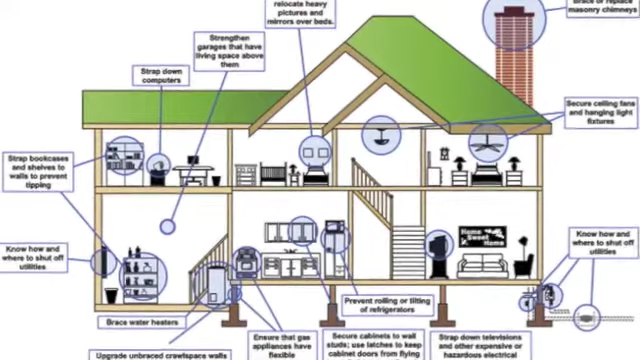 relocate heavy
pictures and
mirrors over beds.
Brace or replace
masonry chimneys
Strengthen
garages that have
living space above
them
Strap down
computers
Secure ceiling fans
and hanging light
fixtures
Strap bookcases
and shelves to
walls to prevent
tipping
Home
Sweet
Home
Know how and
where to shut off
utilities
Know how and
where to shut off
utilities
Brace water heaters
Prevent rolling or tilting
of refrigerators
Upgrade unbraced crawlspace walls
Ensure that gas
appliances have
flexible
Secure cabinets to wall
studs; use latches to keep
cabinet doors from flying
Strap down televisions
and other expensive or
hazardous electrical